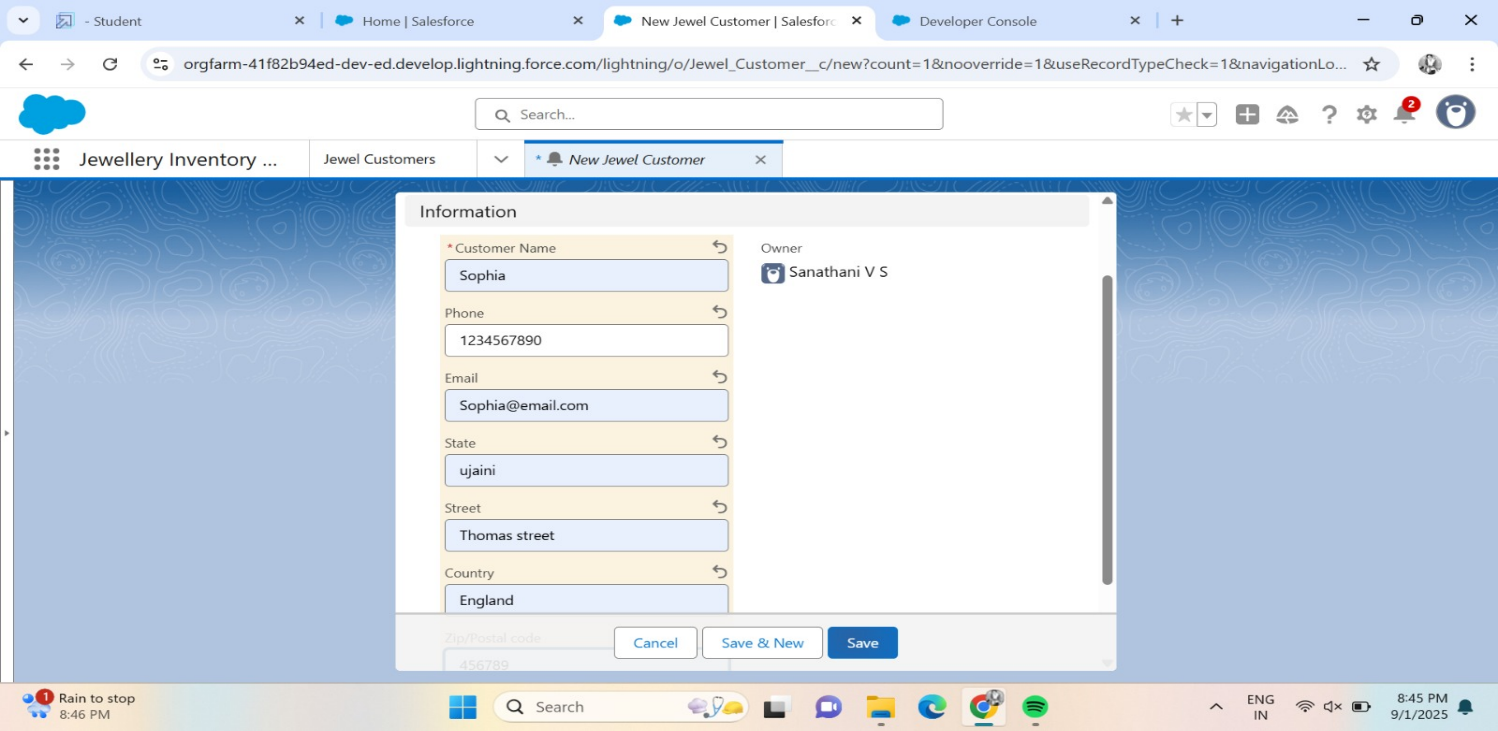 - Student
Home | Salesforce
New Jewel Customer | Salesforc
Developer Console
orgfarm-41f82b94ed-dev-ed.develop.lightning.force.com/lightning/o/Jewel_Customer__c/new?count=1&nooverride=1&useRecordTypeCheck=1&navigationLo...
Search...
2
Jewellery Inventory ...
Jewel Customers
* New Jewel Customer
Information
*Customer Name
Sophia
Owner
Sanathani V S
Phone
1234567890
Email
Sophia@email.com
State
ujaini
Street
Thomas street
Country
England
Zip/Postal code
456789
Cancel
Save & New
Save
1
Rain to stop
8:46 PM
Search
ENG
IN
8:45 PM
9/1/2025